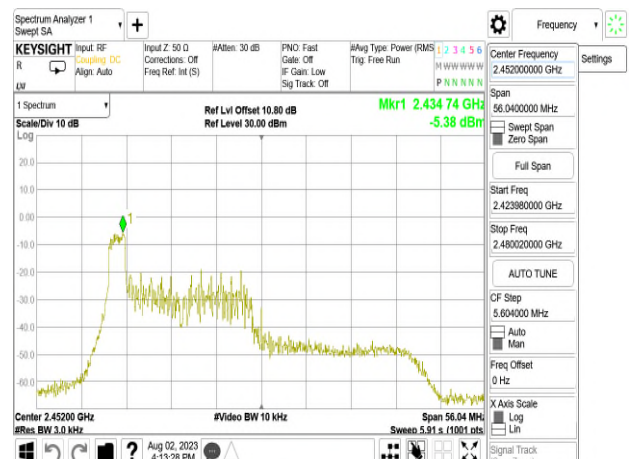 Spectrum Analyzer 1
Swept SA
Frequency
KEYSIGHT
R
Input: RF
Coupling: DC
Align: Auto
Input Z: 50 Ω
Corrections: Off
Freq Ref: Int (S)
#Atten: 30 dB
PNO: Fast
Gate: Off
IF Gain: Low
Sig Track: Off
#Avg Type: Power (RMS
Trig: Free Run
1 2 3 4 5 6
M W W W W W
P N N N N N
Center Frequency
2.452000000 GHz
Settings
Span
56.0400000 MHz
Swept Span
Zero Span
Full Span
Start Freq
2.423980000 GHz
Stop Freq
2.480020000 GHz
AUTO TUNE
CF Step
5.604000 MHz
Auto
Man
Freq Offset
0 Hz
X Axis Scale
Log
Lin
Signal Track
1 Spectrum
Scale/Div 10 dB
Log
Ref Lvl Offset 10.80 dB
Ref Level 30.00 dBm
Mkr1 2.434 74 GHz
-5.38 dBm
20.0
10.0
0.00
-10.0
-20.0
-30.0
-40.0
-50.0
-60.0
1
Center 2.45200 GHz
#Res BW 3.0 kHz
#Video BW 10 kHz
Span 56.04 MHz
Sweep 5.91 s (1001 pts
?
Aug 02, 2023
4:13:28 PM